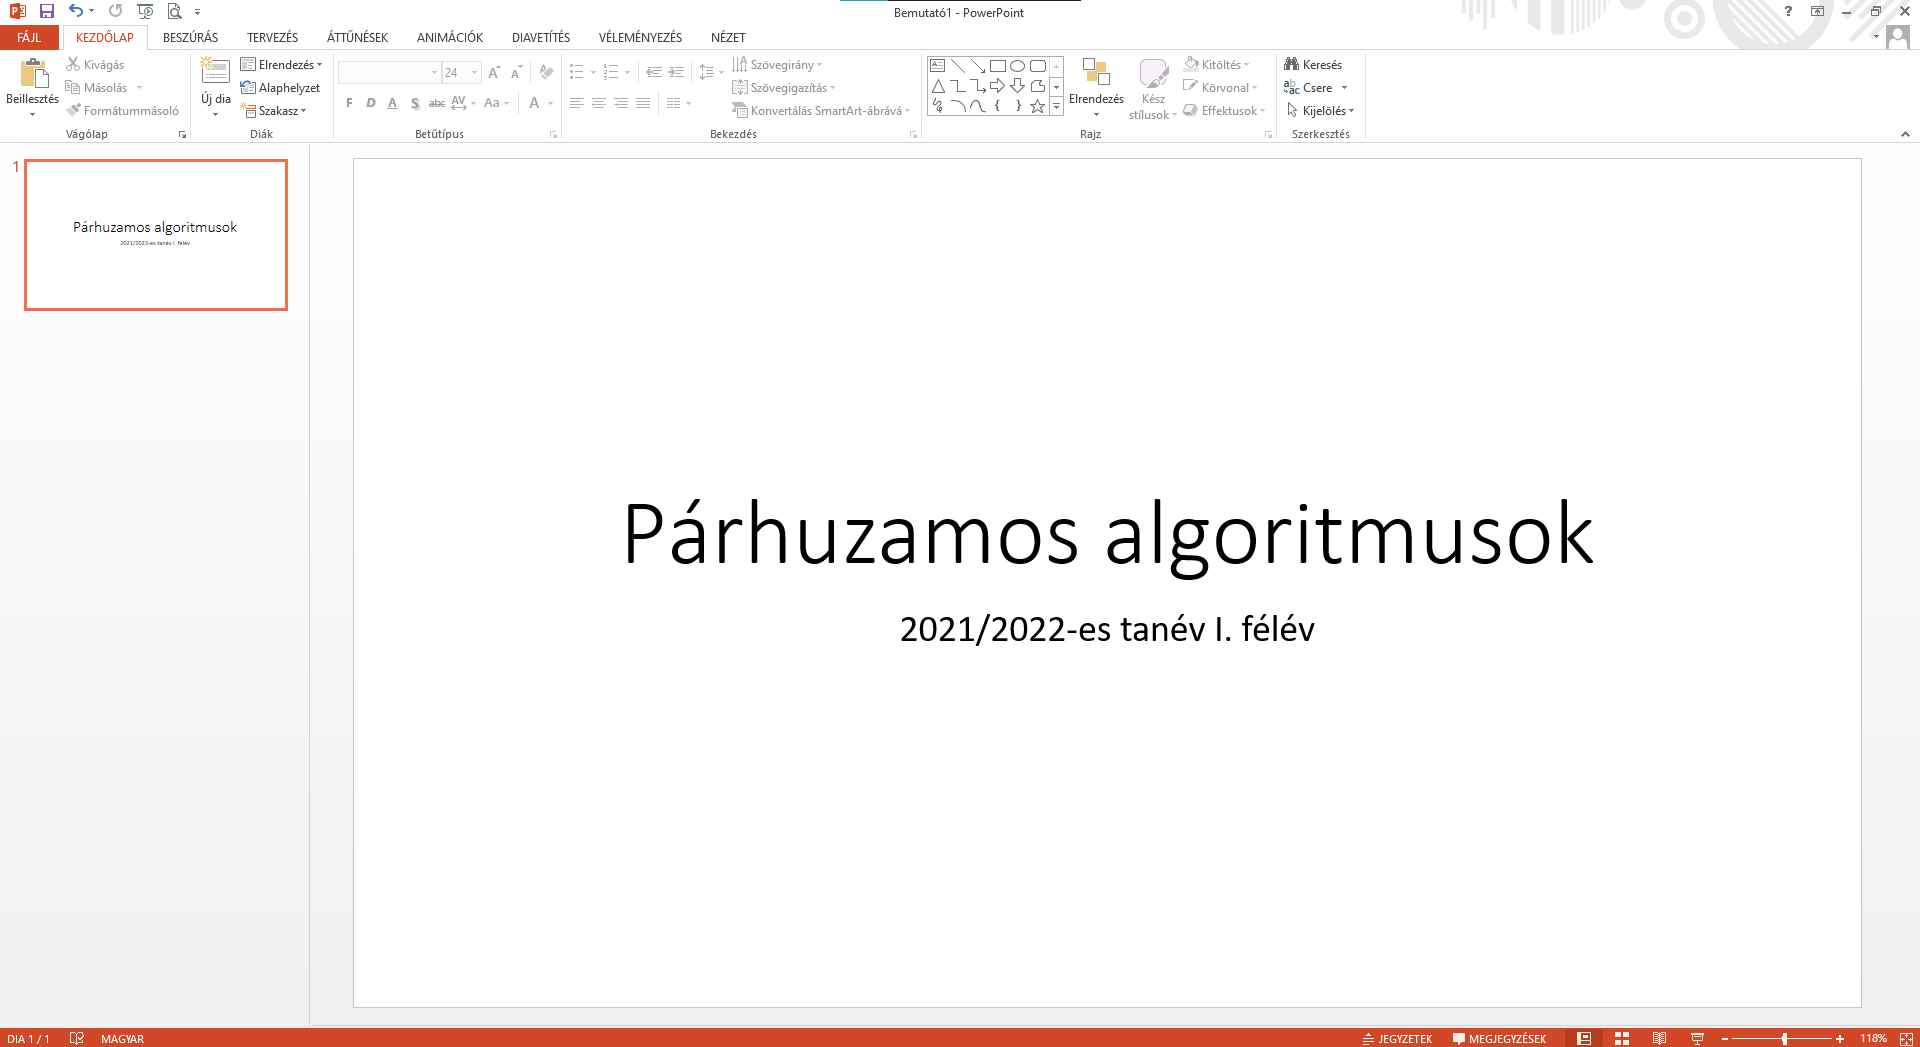 Bemutató1 - PowerPoint
FÁJL KEZDŐLAP BESZÚRÁS TERVEZÉS ÁTTŰNÉSEK ANIMÁCIÓK DIAVETÍTÉS VÉLEMÉNYEZÉS NÉZET
Beillesztés
Kivágás
Másolás
Formátummásoló
Vágólap
Új dia
Elrendezés
Alaphelyzet
Szakasz
Diák
24
F D A S abc AV Aa A
Betűtípus
Szövegirány
Szövegigazítás
Konvertálás SmartArt-ábrává
Bekezdés
Elrendezés
Kész
stílusok
Kitöltés
Körvonal
Effektusok
Rajz
Keresés
Csere
Kijelölés
Szerkesztés
1
Párhuzamos algoritmusok
2021/2022-es tanév I. félév
Párhuzamos algoritmusok
2021/2022-es tanév I. félév
DIA 1 / 1 MAGYAR JEGYZETEK MEGJEGYZÉSEK 118%